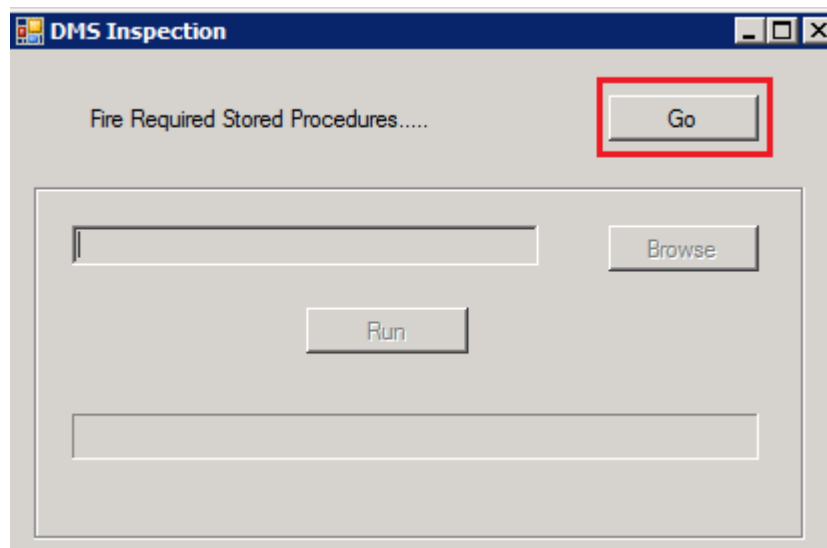 DMS Inspection
Fire Required Stored Procedures.....
Go
Browse
Run